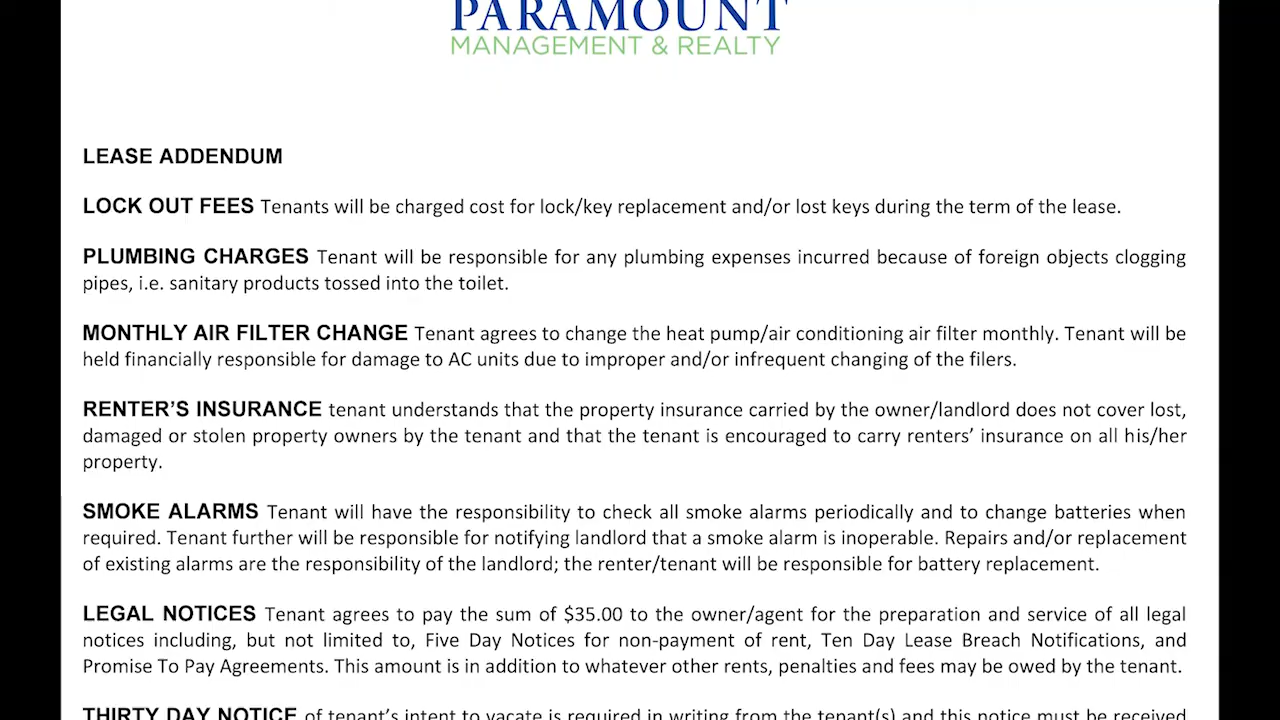 PARAMOUNT
MANAGEMENT & REALTY
LEASE ADDENDUM
LOCK OUT FEES Tenants will be charged cost for lock/key replacement and/or lost keys during the term of the lease.
PLUMBING CHARGES Tenant will be responsible for any plumbing expenses incurred because of foreign objects clogging
pipes, i.e. sanitary products tossed into the toilet.
MONTHLY AIR FILTER CHANGE Tenant agrees to change the heat pump/air conditioning air filter monthly. Tenant will be
held financially responsible for damage to AC units due to improper and/or infrequent changing of the filers.
RENTER’S INSURANCE tenant understands that the property insurance carried by the owner/landlord does not cover lost,
damaged or stolen property owners by the tenant and that the tenant is encouraged to carry renters’ insurance on all his/her
property.
SMOKE ALARMS Tenant will have the responsibility to check all smoke alarms periodically and to change batteries when
required. Tenant further will be responsible for notifying landlord that a smoke alarm is inoperable. Repairs and/or replacement
of existing alarms are the responsibility of the landlord; the renter/tenant will be responsible for battery replacement.
LEGAL NOTICES Tenant agrees to pay the sum of $35.00 to the owner/agent for the preparation and service of all legal
notices including, but not limited to, Five Day Notices for non-payment of rent, Ten Day Lease Breach Notifications, and
Promise To Pay Agreements. This amount is in addition to whatever other rents, penalties and fees may be owed by the tenant.
THIRTY DAY NOTICE of tenant’s intent to vacate is required in writing from the tenant(s) and this notice must be received